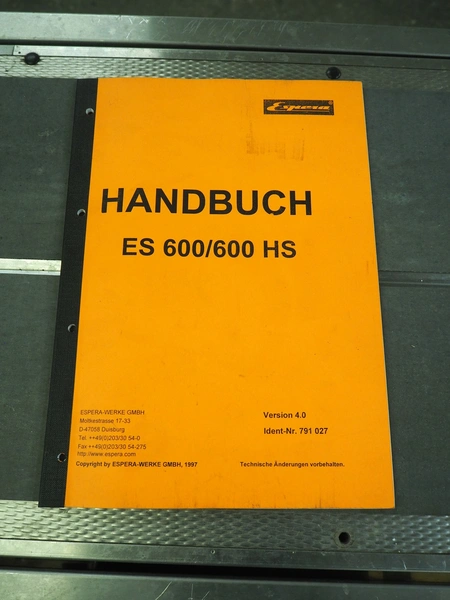 Espera
HANDBUCH
ES 600/600 HS
ESPERA-WERKE GMBH
Moltkestrasse 17-33
D-47058 Duisburg
Tel. ++49(0)203/30 54-0
Fax ++49(0)203/30 54-275
http://www.espera.com
Copyright by ESPERA-WERKE GMBH, 1997
Version 4.0
Ident-Nr. 791 027
Technische Änderungen vorbehalten.